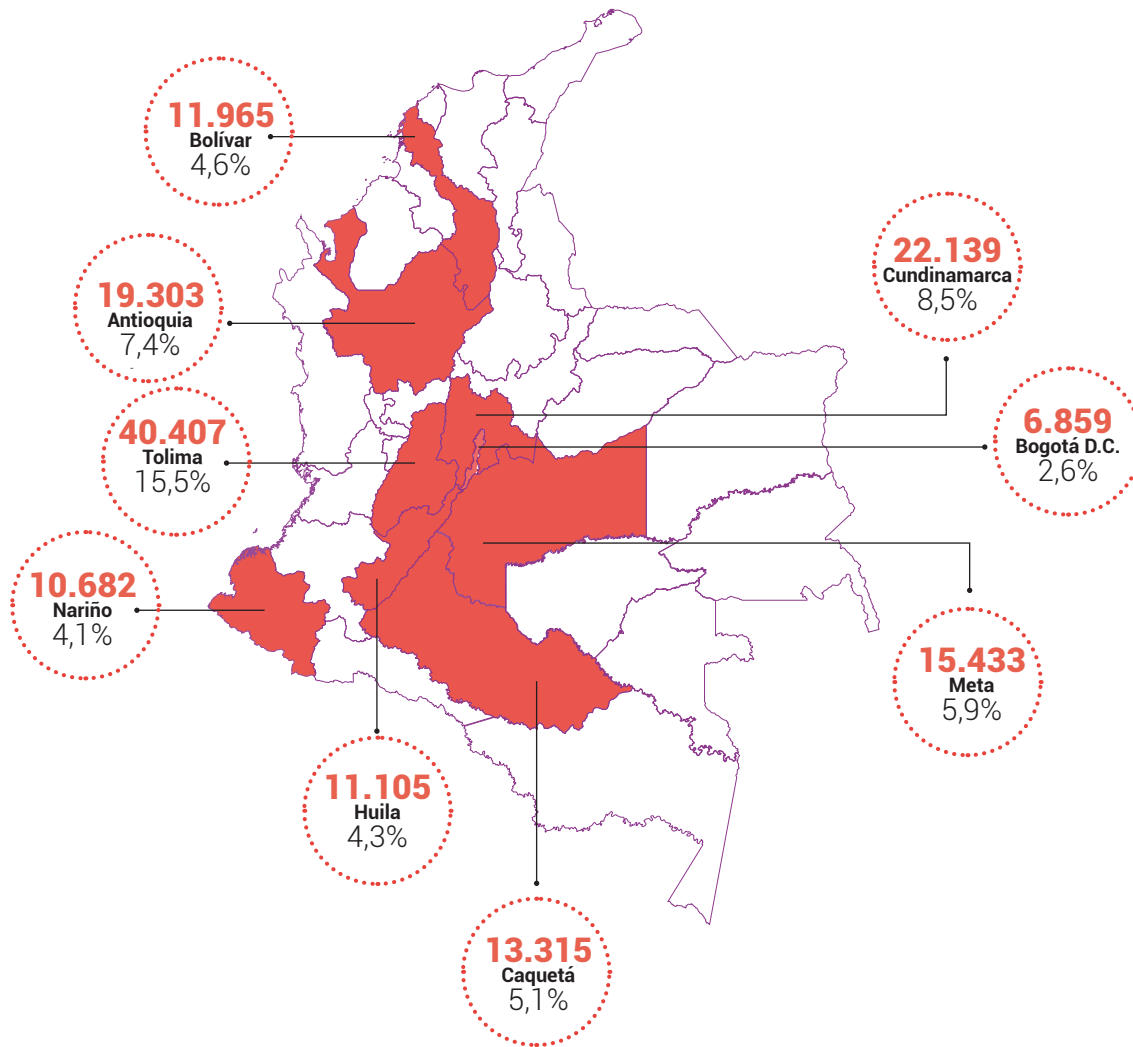 11.965
Bolívar
4,6%
22.139
Cundinamarca
8,5%
19.303
Antioquia
7,4%
6.859
Bogotá D.C.
2,6%
40.407
Tolima
15,5%
10.682
Nariño
4,1%
15.433
Meta
5,9%
11.105
Huila
4,3%
13.315
Caquetá
5,1%